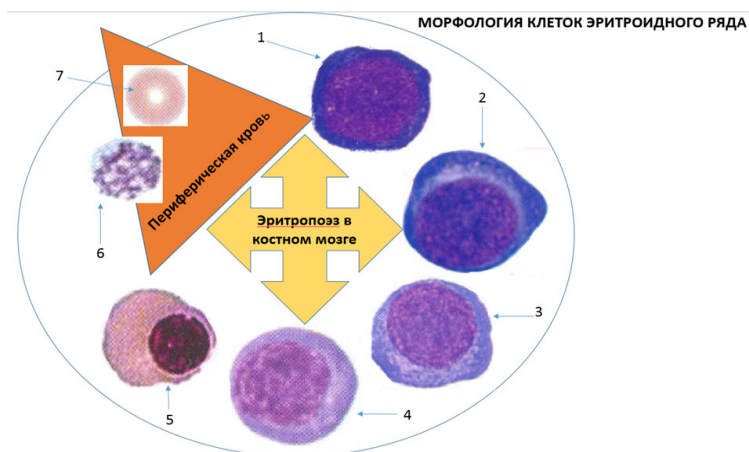 МОРФОЛОГИЯ КЛЕТОК ЭРИТРОИДНОГО РЯДА
1
7
2
Периферическая кровь
Эритропоэз в
костном мозге
6
3
4
5